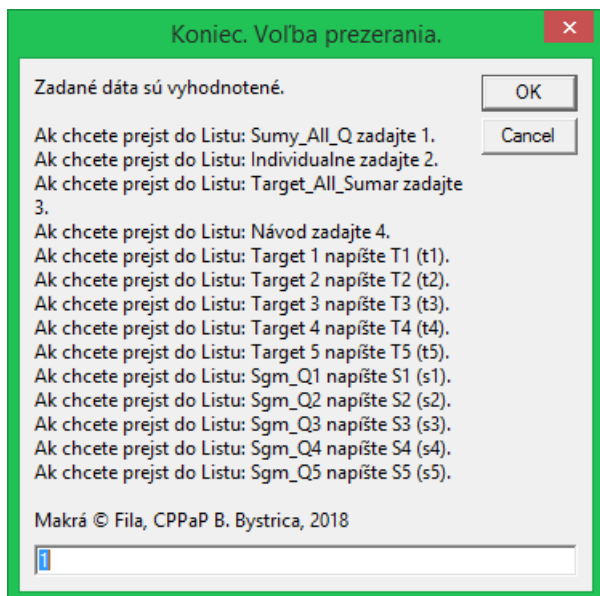 Koniec. Voľba prezerania.
Zadané dáta sú vyhodnotené.
OK
Cancel
Ak chcete prejst do Listu: Sumy_All_Q zadajte 1.
Ak chcete prejst do Listu: Individualne zadajte 2.
Ak chcete prejst do Listu: Target_All_Sumar zadajte
3.
Ak chcete prejst do Listu: Návod zadajte 4.
Ak chcete prejst do Listu: Target 1 napíšte T1 (t1).
Ak chcete prejst do Listu: Target 2 napíšte T2 (t2).
Ak chcete prejst do Listu: Target 3 napíšte T3 (t3).
Ak chcete prejst do Listu: Target 4 napíšte T4 (t4).
Ak chcete prejst do Listu: Target 5 napíšte T5 (t5).
Ak chcete prejst do Listu: Sgm_Q1 napíšte S1 (s1).
Ak chcete prejst do Listu: Sgm_Q2 napíšte S2 (s2).
Ak chcete prejst do Listu: Sgm_Q3 napíšte S3 (s3).
Ak chcete prejst do Listu: Sgm_Q4 napíšte S4 (s4).
Ak chcete prejst do Listu: Sgm_Q5 napíšte S5 (s5).
Makrá © Fila, CPPaP B. Bystrica, 2018
1